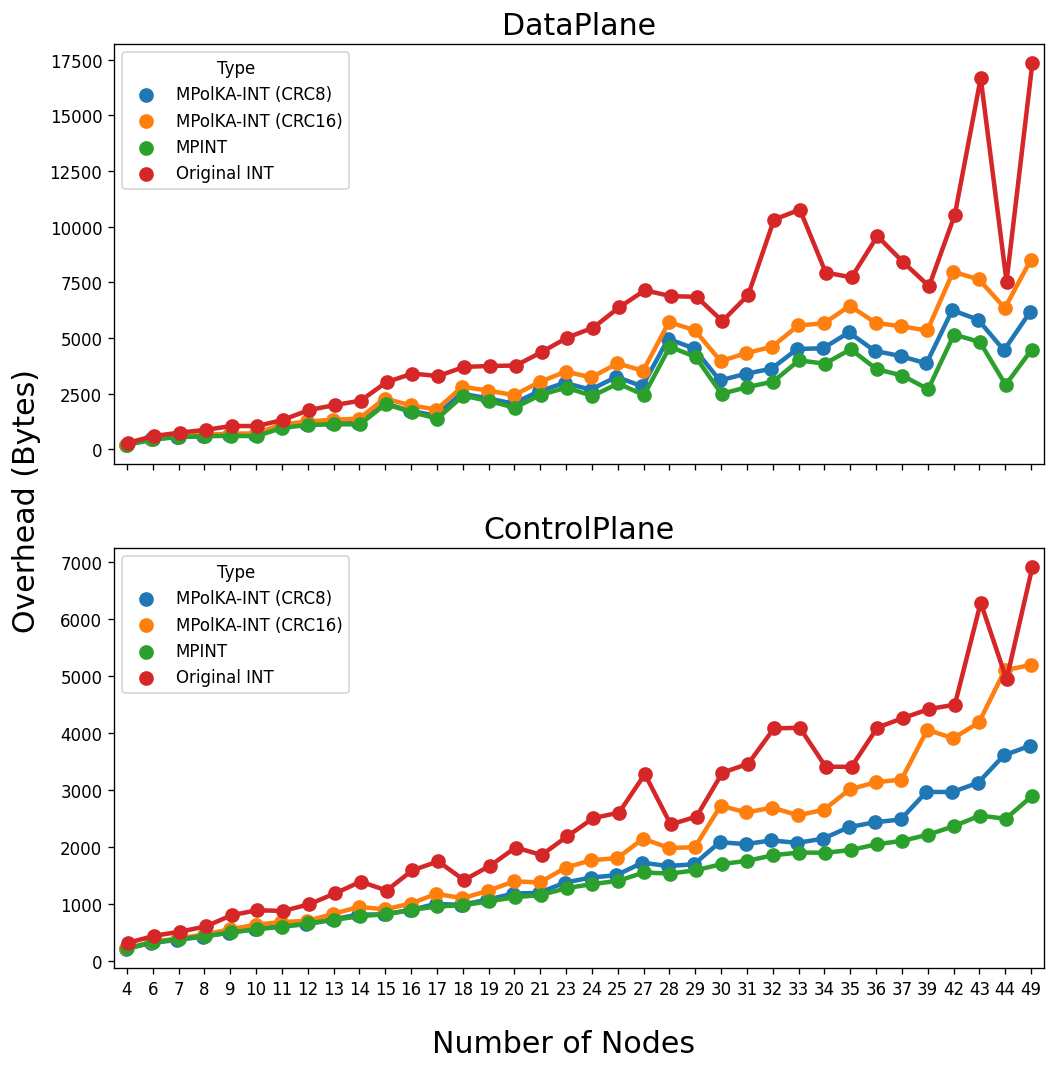 DataPlane
17500
15000
12500
10000
7500
5000
2500
0
Type
MPolKA-INT (CRC8)
MPolKA-INT (CRC16)
MPINT
Original INT
Overhead (Bytes)
ControlPlane
7000
6000
5000
4000
3000
2000
1000
0
Type
MPolKA-INT (CRC8)
MPolKA-INT (CRC16)
MPINT
Original INT
4 6 7 8 9 10 11 12 13 14 15 16 17 18 19 20 21 23 24 25 27 28 29 30 31 32 33 34 35 36 37 39 42 43 44 49
Number of Nodes